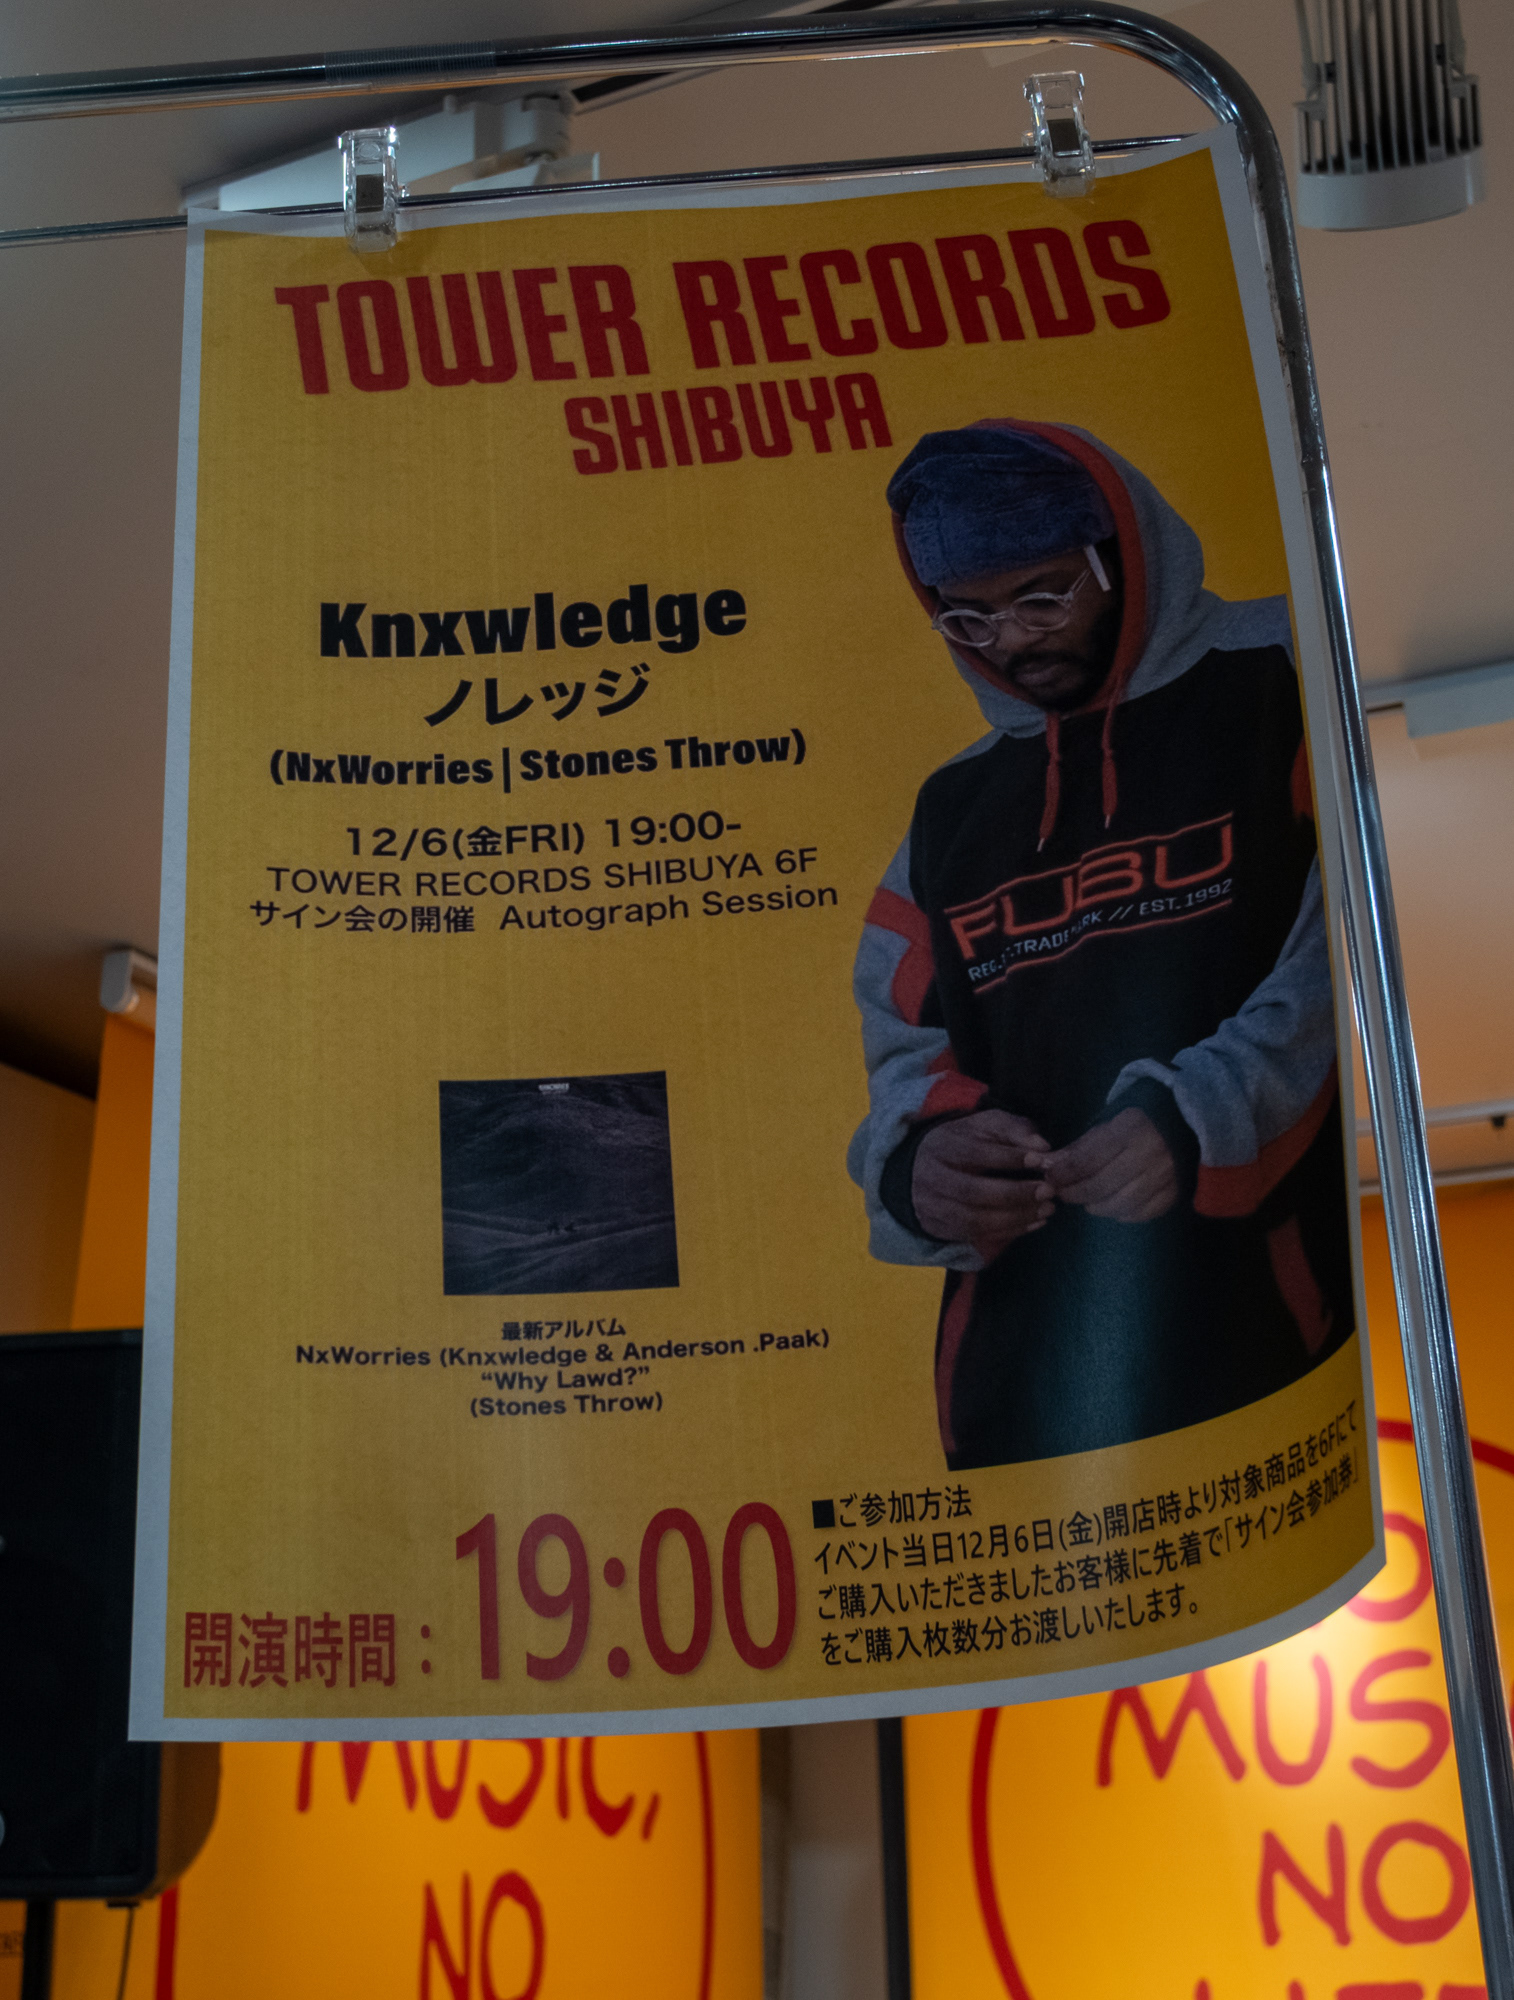 TOWER RECORDS
SHIBUYA
Knxwledge
ノレッジ
(NxWorries | Stones Throw)
12/6(金FRI) 19:00-
TOWER RECORDS SHIBUYA 6F
サイン会の開催 Autograph Session
FUBU
TRADEMARK // EST. 1992
最新アルバム
NxWorries (Knxwledge & Anderson .Paak)
“Why Lawd?”
(Stones Throw)
開演時間：19:00
■ご参加方法
イベント当日12月6日(金)開店時より対象商品を6Fにて
ご購入いただきましたお客様に先着で「サイン会参加券」
をご購入枚数分お渡しいたします。
MUSIC,
NO
MUS
NO